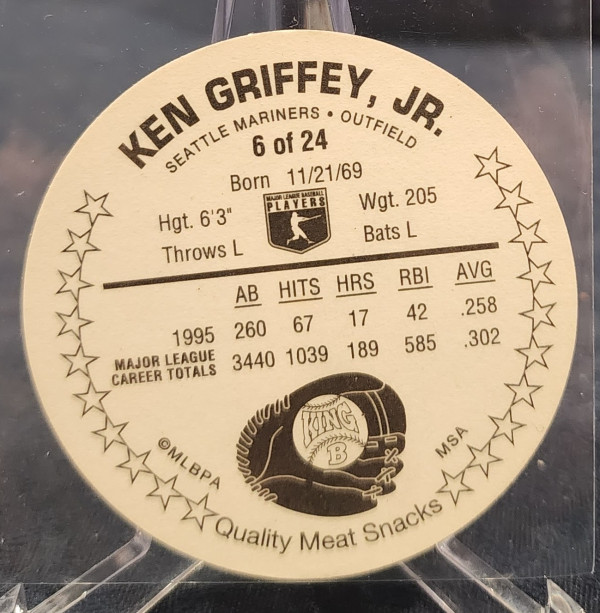 KEN GRIFFEY, JR.
SEATTLE MARINERS • OUTFIELD
6 of 24
Born 11/21/69
Hgt. 6'3" Wgt. 205
MAJOR LEAGUE BASEBALL
PLAYERS
Throws L Bats L
AB HITS HRS RBI AVG
1995 260 67 17 42 .258
MAJOR LEAGUE
CAREER TOTALS 3440 1039 189 585 .302
KING
B
©MLBPA MSA
Quality Meat Snacks